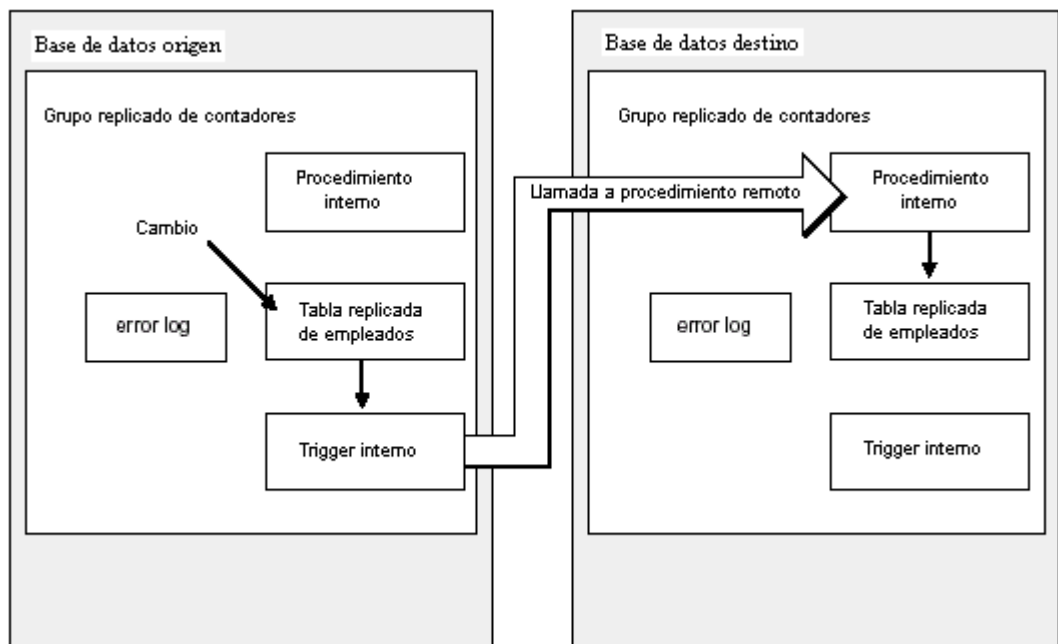 Base de datos origen
Grupo replicado de contadores
Procedimiento
interno
Cambio
error log
Tabla replicada
de empleados
Trigger interno
Llamada a procedimiento remoto
Base de datos destino
Grupo replicado de contadores
Procedimiento
interno
error log
Tabla replicada
de empleados
Trigger interno